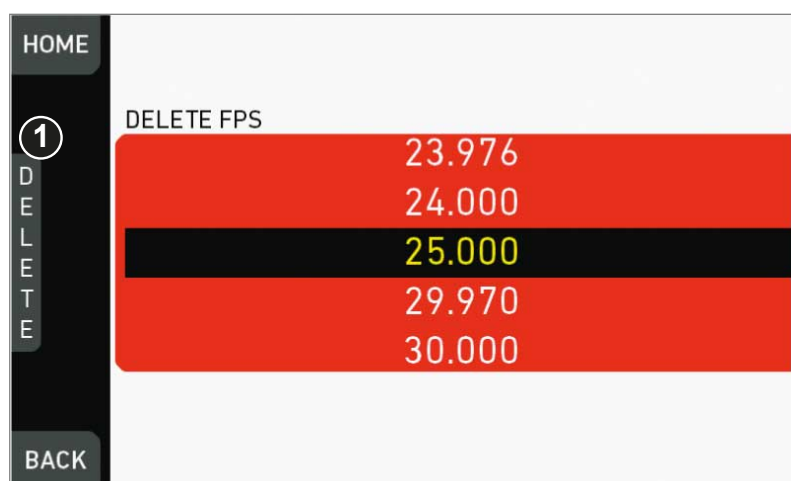 HOME
DELETE FPS
1
23.976
DELETE
24.000
25.000
29.970
30.000
BACK